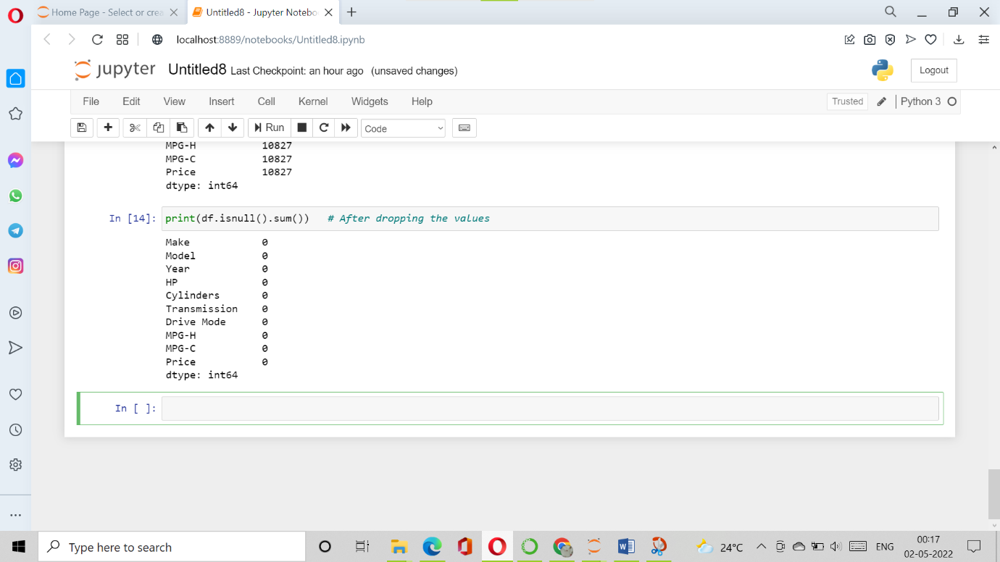 Home Page - Select or crea
Untitled8 - Jupyter Notebo
localhost:8889/notebooks/Untitled8.ipynb
jupyter Untitled8 Last Checkpoint: an hour ago (unsaved changes)
Logout
File Edit View Insert Cell Kernel Widgets Help
Trusted Python 3
Run Code
MPG-H 10827
MPG-C 10827
Price 10827
dtype: int64
In [14]: print(df.isnull().sum()) # After dropping the values
Make 0
Model 0
Year 0
HP 0
Cylinders 0
Transmission 0
Drive Mode 0
MPG-H 0
MPG-C 0
Price 0
dtype: int64
In [ ]:
Type here to search
24°C
ENG
00:17
02-05-2022